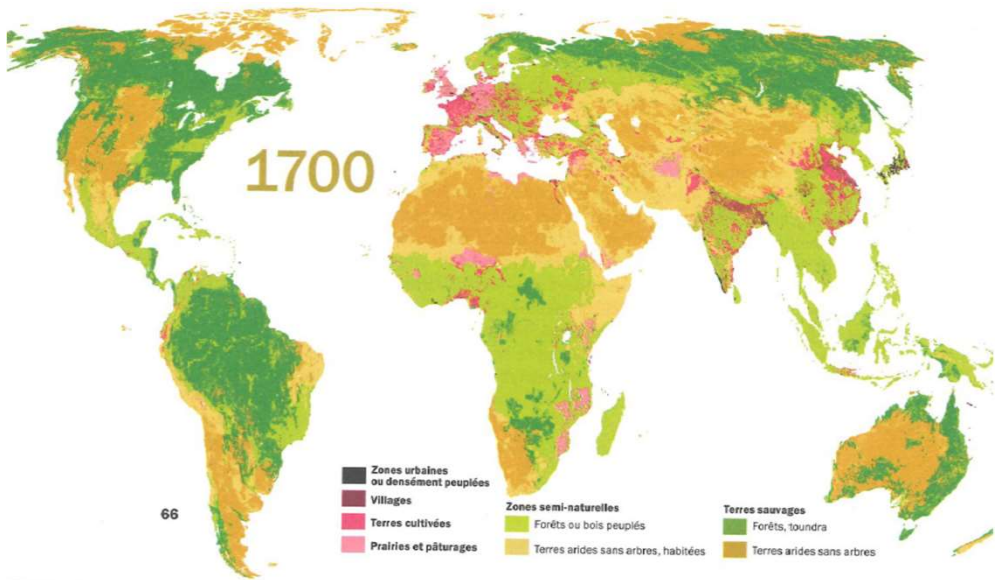 1700
Zones urbaines
ou densément peuplées
Villages
Terres cultivées
Prairies et pâturages
Zones semi-naturelles
Forêts ou bois peuplés
Terres arides sans arbres, habitées
Terres sauvages
Forêts, toundra
Terres arides sans arbres
66